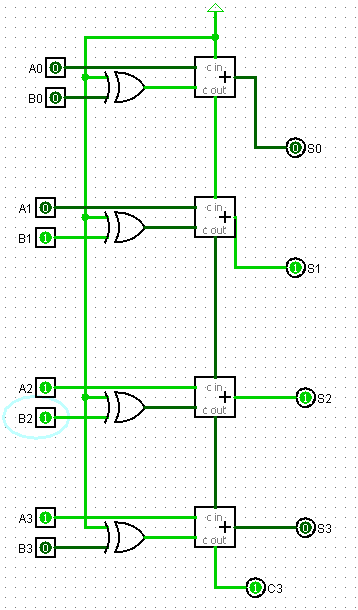 A0 0 c in +
B0 0 c out
0 S0
A1 0 c in +
B1 1 c out
1 S1
A2 1 c in +
B2 1 c out
1 S2
A3 1 c in +
B3 0 c out
0 S3
1 C3